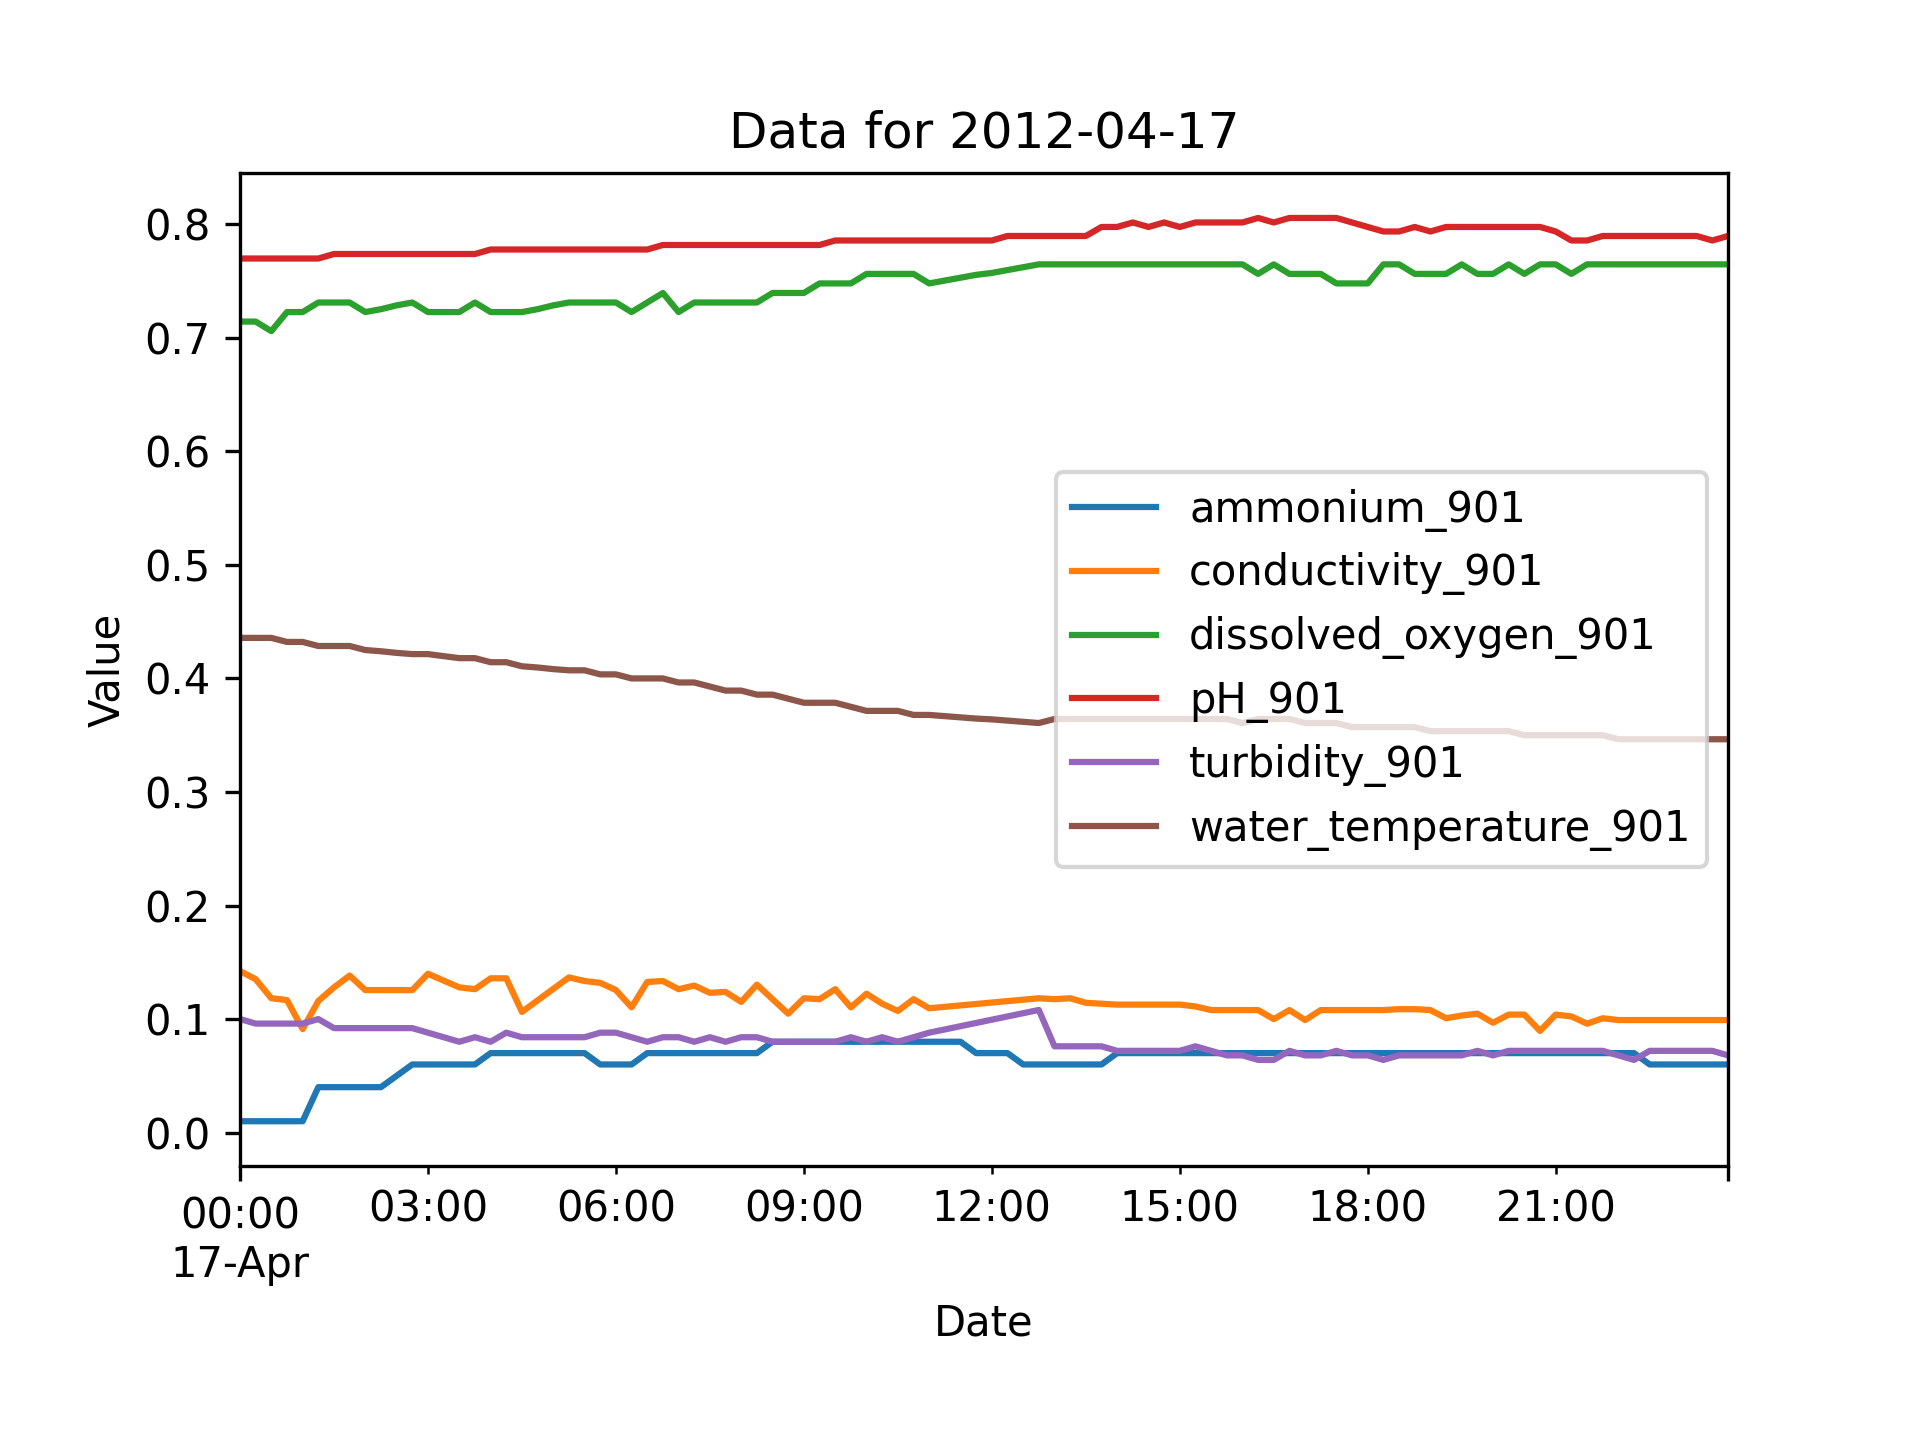 Data for 2012-04-17
0.8
0.7
0.6
0.5
0.4
0.3
0.2
0.1
0.0
Value
ammonium_901
conductivity_901
dissolved_oxygen_901
pH_901
turbidity_901
water_temperature_901
00:00 03:00 06:00 09:00 12:00 15:00 18:00 21:00
17-Apr
Date